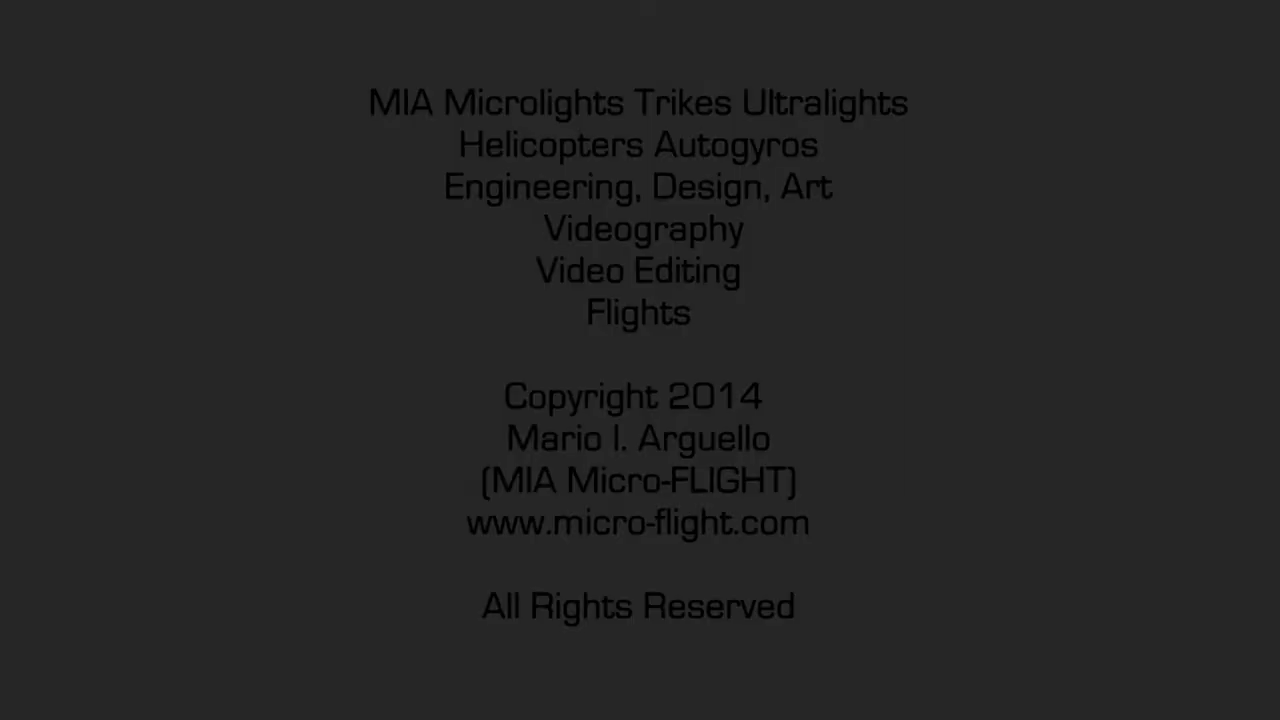 MIA Microlights Trikes Ultralights
Helicopters Autogyros
Engineering, Design, Art
Videography
Video Editing
Flights
Copyright 2014
Mario I. Arguello
(MIA Micro-FLIGHT)
www.micro-flight.com
All Rights Reserved